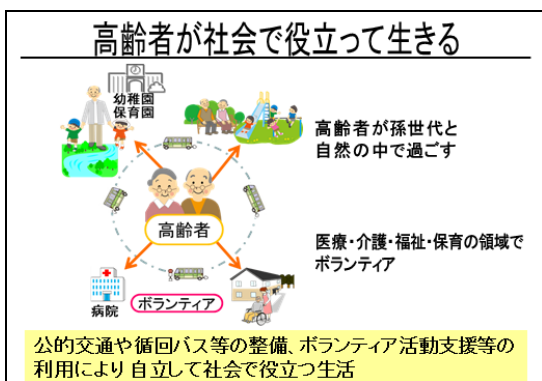 高齢者が社会で役立って生きる
幼稚園
保育園
高齢者が孫世代と
自然の中で過ごす
高齢者
医療・介護・福祉・保育の領域で
ボランティア
病院
ボランティア
公的交通や循回バス等の整備、ボランティア活動支援等の
利用により自立して社会で役立つ生活